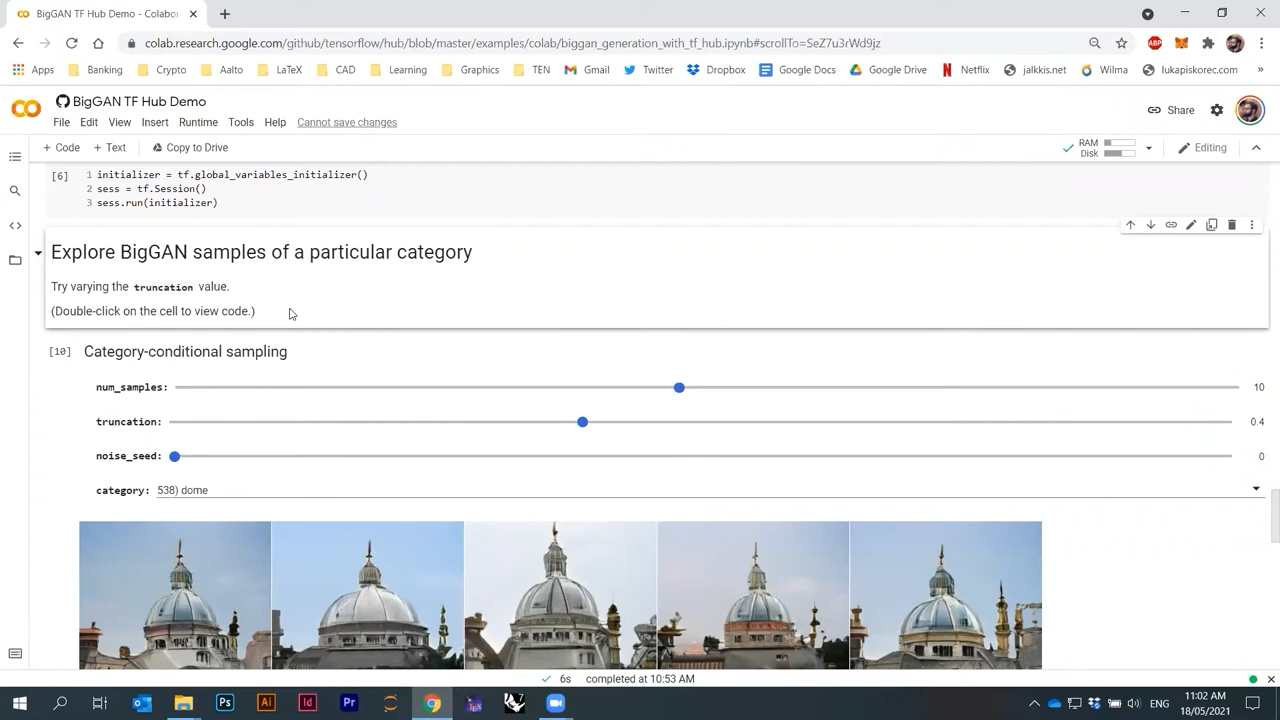 BigGAN TF Hub Demo - Colabor
colab.research.google.com/github/tensorflow/hub/blob/master/examples/colab/biggan_generation_with_tf_hub.ipynb#scrollTo=SeZ7u3rWd9jz
Apps Banking Crypto Aalto LaTeX CAD Learning Graphics TEN Gmail Twitter Dropbox Google Docs Google Drive Netflix jalkkis.net Wilma lukapiskorec.com »
BigGAN TF Hub Demo
Share
File Edit View Insert Runtime Tools Help Cannot save changes
+ Code + Text Copy to Drive RAM Disk Editing
[6] 1 initializer = tf.global_variables_initializer()
2 sess = tf.Session()
3 sess.run(initializer)
Explore BigGAN samples of a particular category
Try varying the truncation value.
(Double-click on the cell to view code.)
[10] Category-conditional sampling
num_samples: 10
truncation: 0.4
noise_seed: 0
category: 538) dome
6s completed at 10:53 AM
Ps Ai Id Pr ENG 11:02 AM
18/05/2021